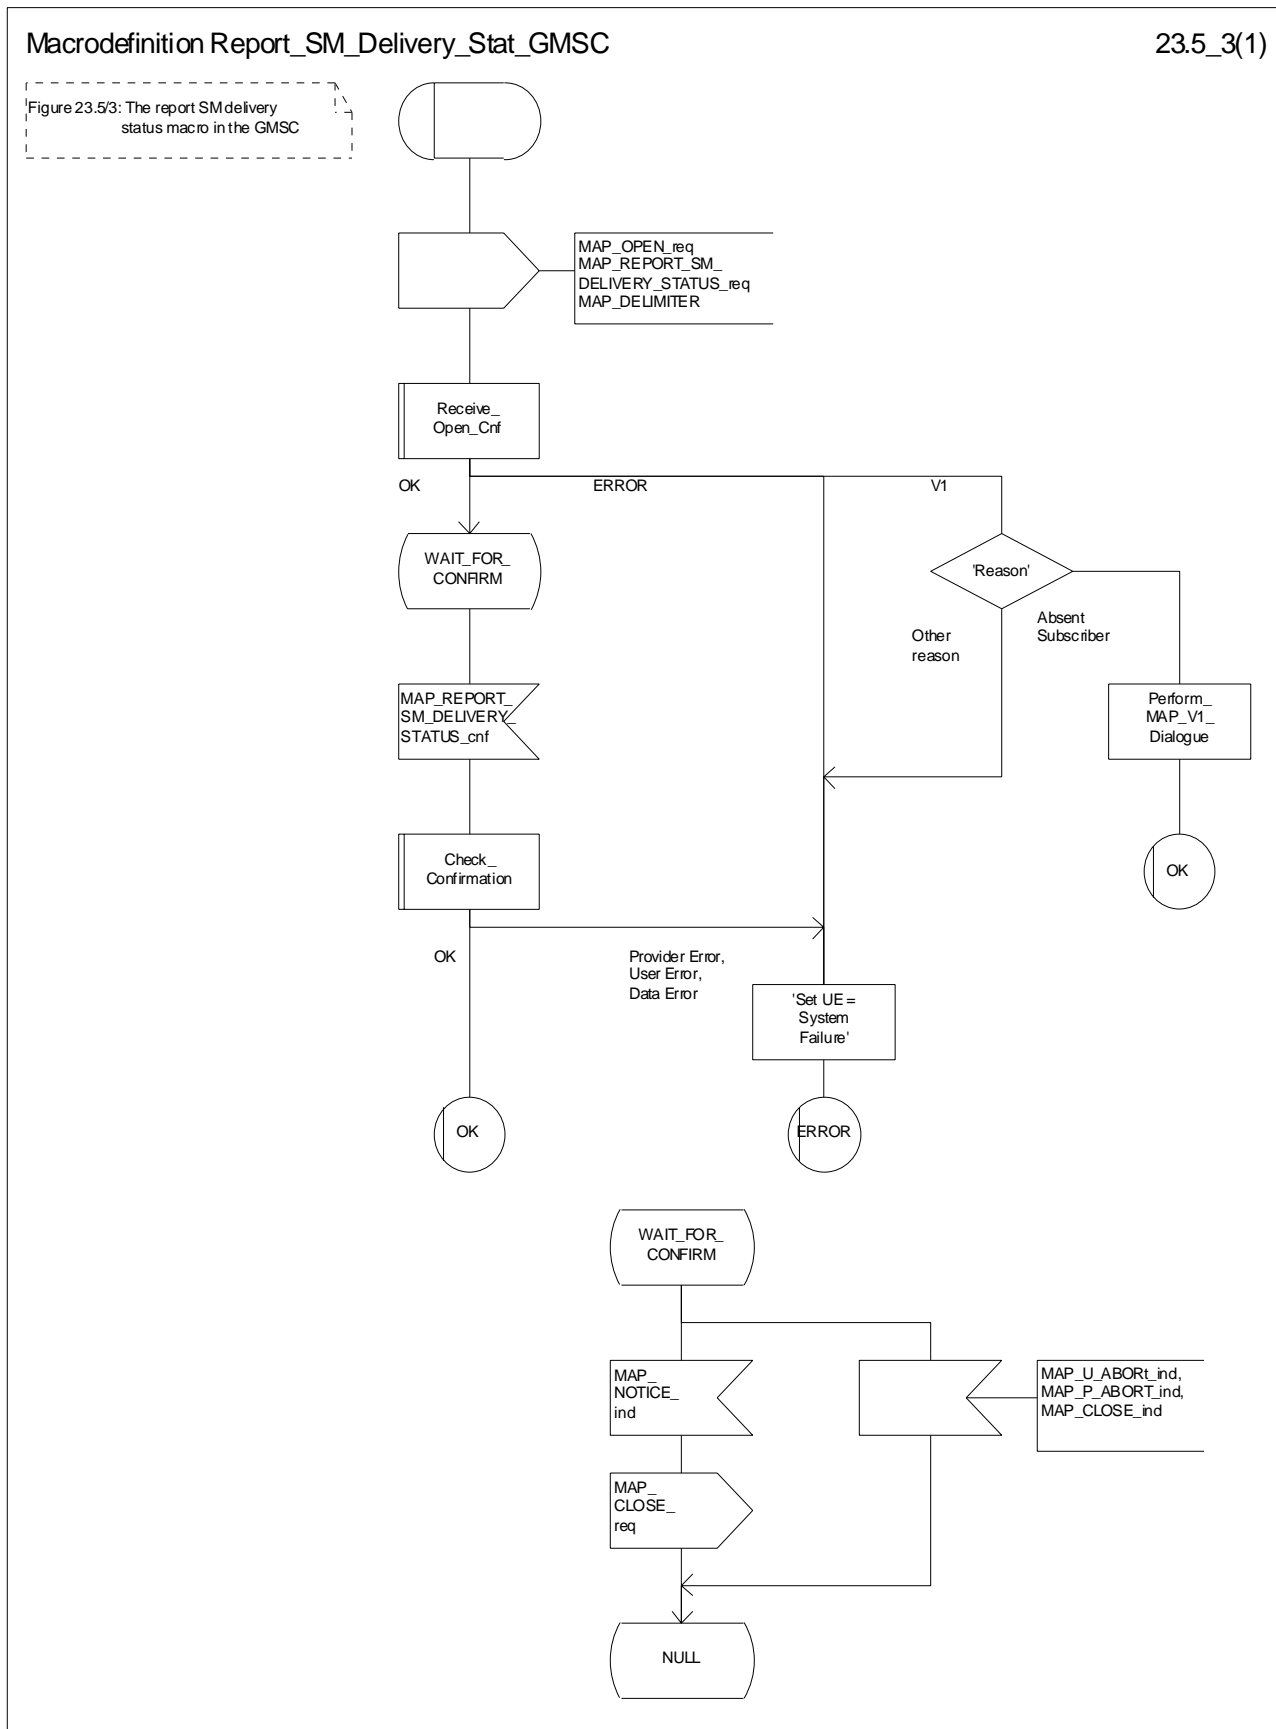 Macrodefinition Report_SM_Delivery_Stat_GMSC
23.5_3(1)
Figure 23.5/3: The report SM delivery
status macro in the GMSC
MAP_OPEN_req
MAP_REPORT_SM_
DELIVERY_STATUS_req
MAP_DELIMITER
Receive_
Open_Cnf
OK
ERROR
V1
WAIT_FOR_
CONFIRM
'Reason'
Other
reason
Absent
Subscriber
MAP_REPORT_
SM_DELIVERY_
STATUS_cnf
Perform_
MAP_V1_
Dialogue
Check_
Confirmation
OK
OK
Provider Error,
User Error,
Data Error
'Set UE =
System
Failure'
OK
ERROR
WAIT_FOR_
CONFIRM
MAP_
NOTICE_
ind
MAP_U_ABORt_ind,
MAP_P_ABORT_ind,
MAP_CLOSE_ind
MAP_
CLOSE_
req
NULL